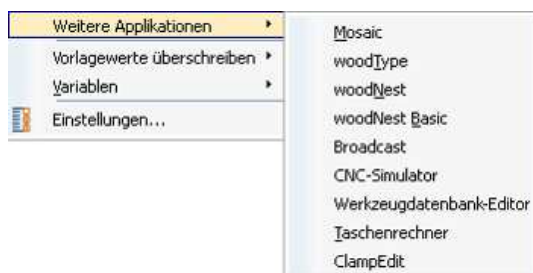 Weitere Applikationen
Vorlagewerte überschreiben
Variablen
Einstellungen...
Mosaic
woodType
woodNest
woodNest Basic
Broadcast
CNC-Simulator
Werkzeugdatenbank-Editor
Taschenrechner
ClampEdit